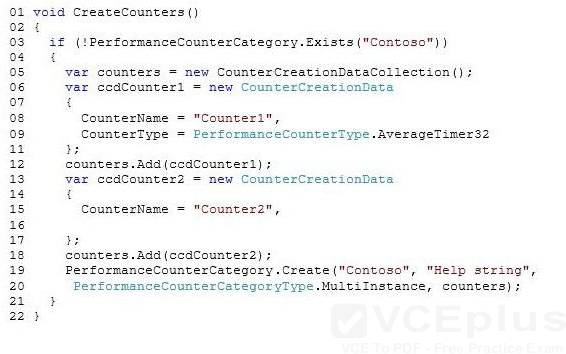 01 void CreateCounters()
02 {
03   if (!PerformanceCounterCategory.Exists("Contoso"))
04   {
05     var counters = new CounterCreationDataCollection();
06     var ccdCounter1 = new CounterCreationData
07     {
08       CounterName = "Counter1",
09       CounterType = PerformanceCounterType.AverageTimer32
11     };
12     counters.Add(ccdCounter1);
13     var ccdCounter2 = new CounterCreationData
14     {
15       CounterName = "Counter2",
16
17     };
18     counters.Add(ccdCounter2);
19     PerformanceCounterCategory.Create("Contoso", "Help string",
20      PerformanceCounterCategoryType.MultiInstance, counters);
21   }
22 }
VCEplus
VCE To PDF - Free Practice Exam